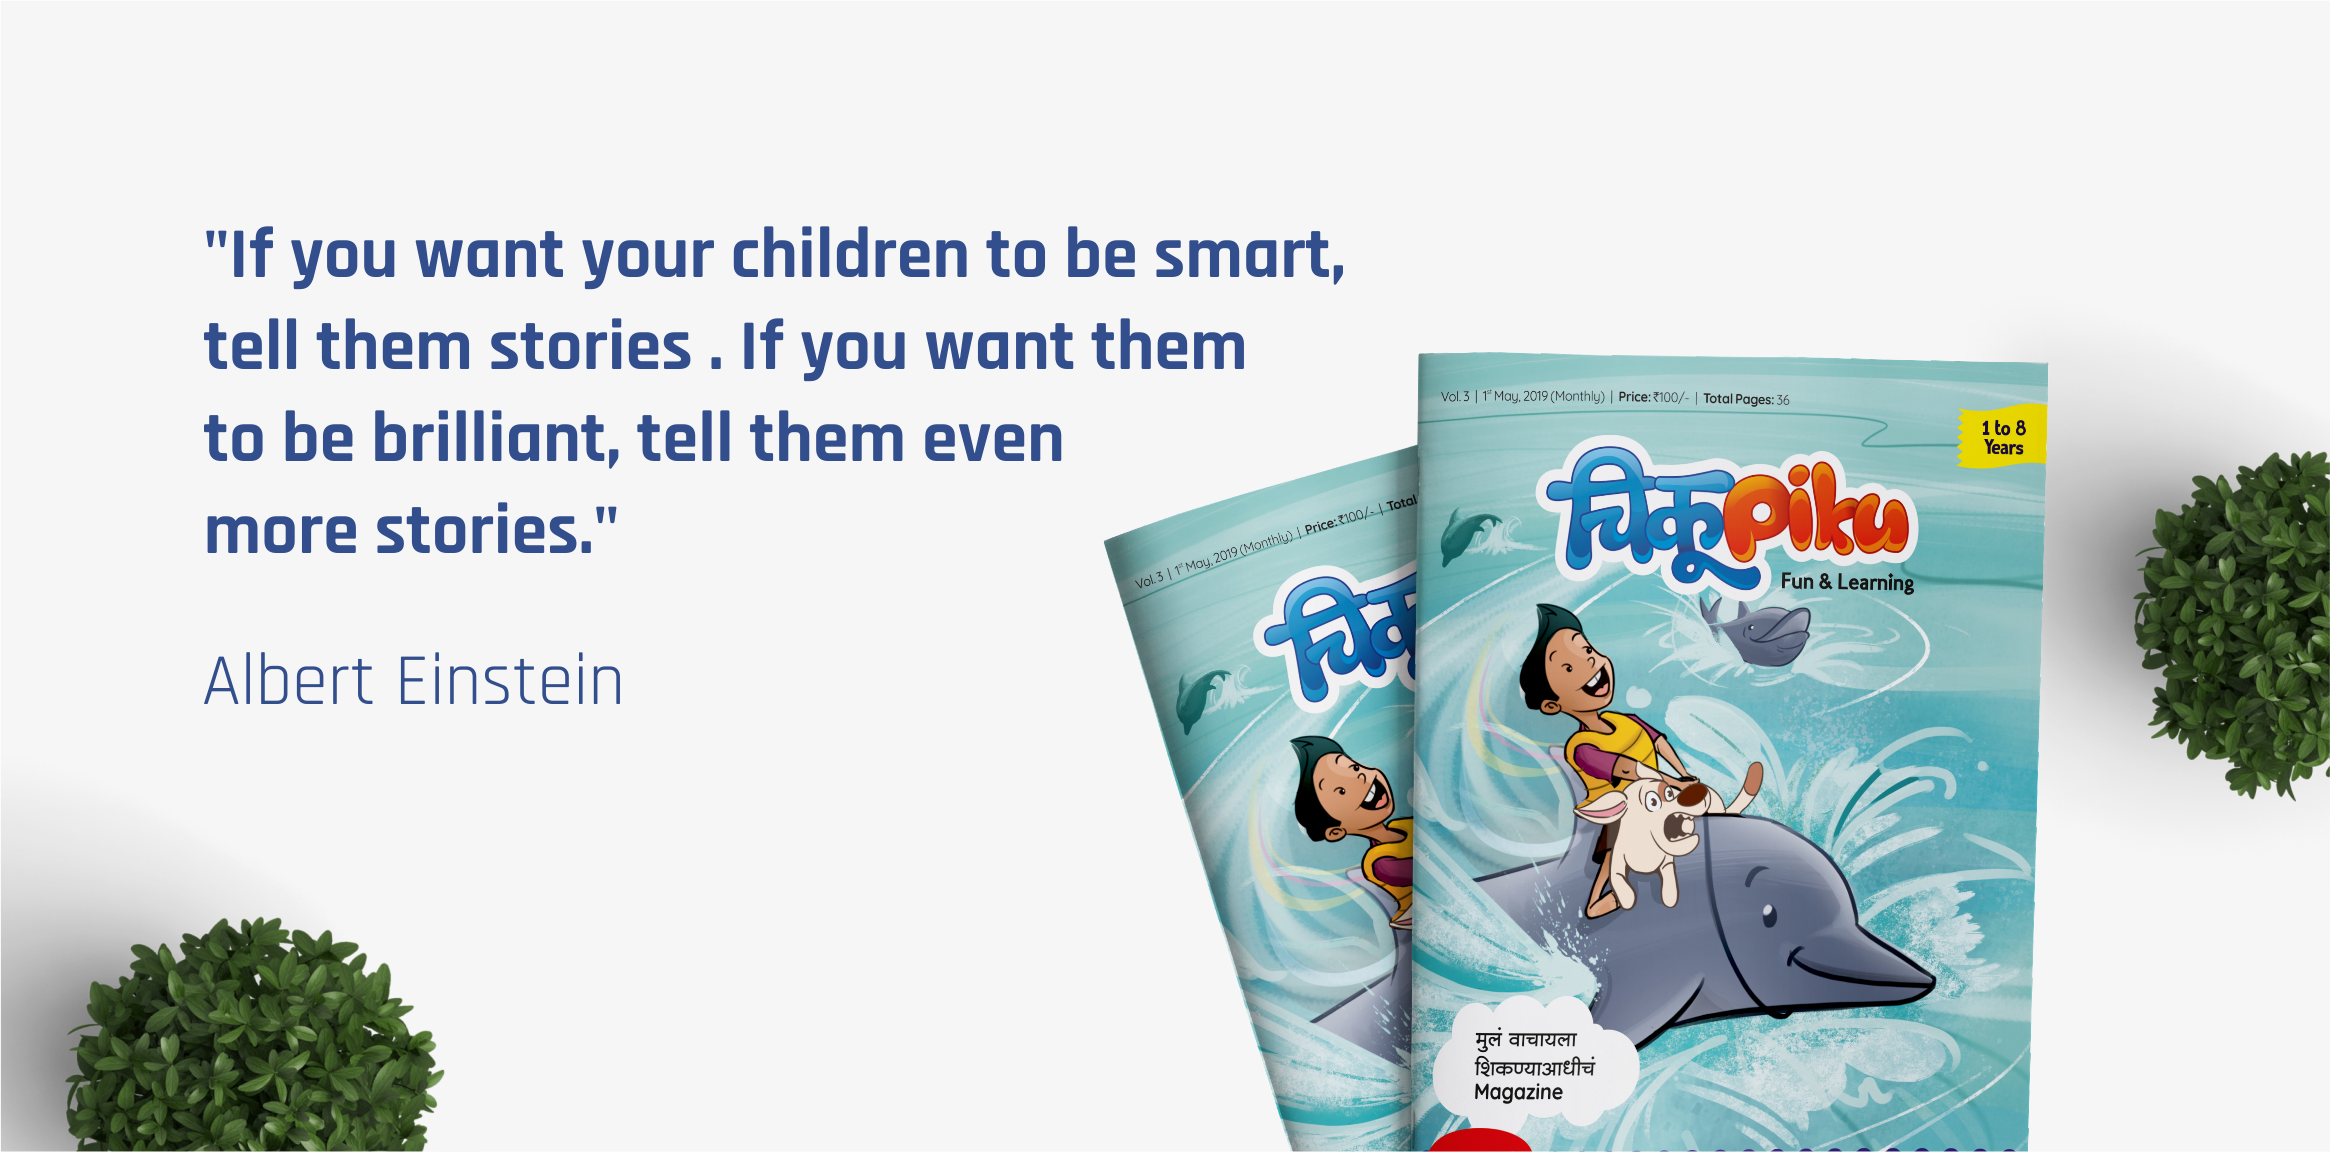 "If you want your children to be smart,
tell them stories . If you want them
to be brilliant, tell them even
more stories."
Albert Einstein
Vol. 3 | 1st May, 2019 (Monthly) | Price: ₹100/- | Total
चिकू
Vol. 3 | 1st May, 2019 (Monthly) | Price: ₹100/- | Total Pages: 36
1 to 8
Years
चिकूpiku
Fun & Learning
मुलं वाचायला
शिकण्याआधीचं
Magazine